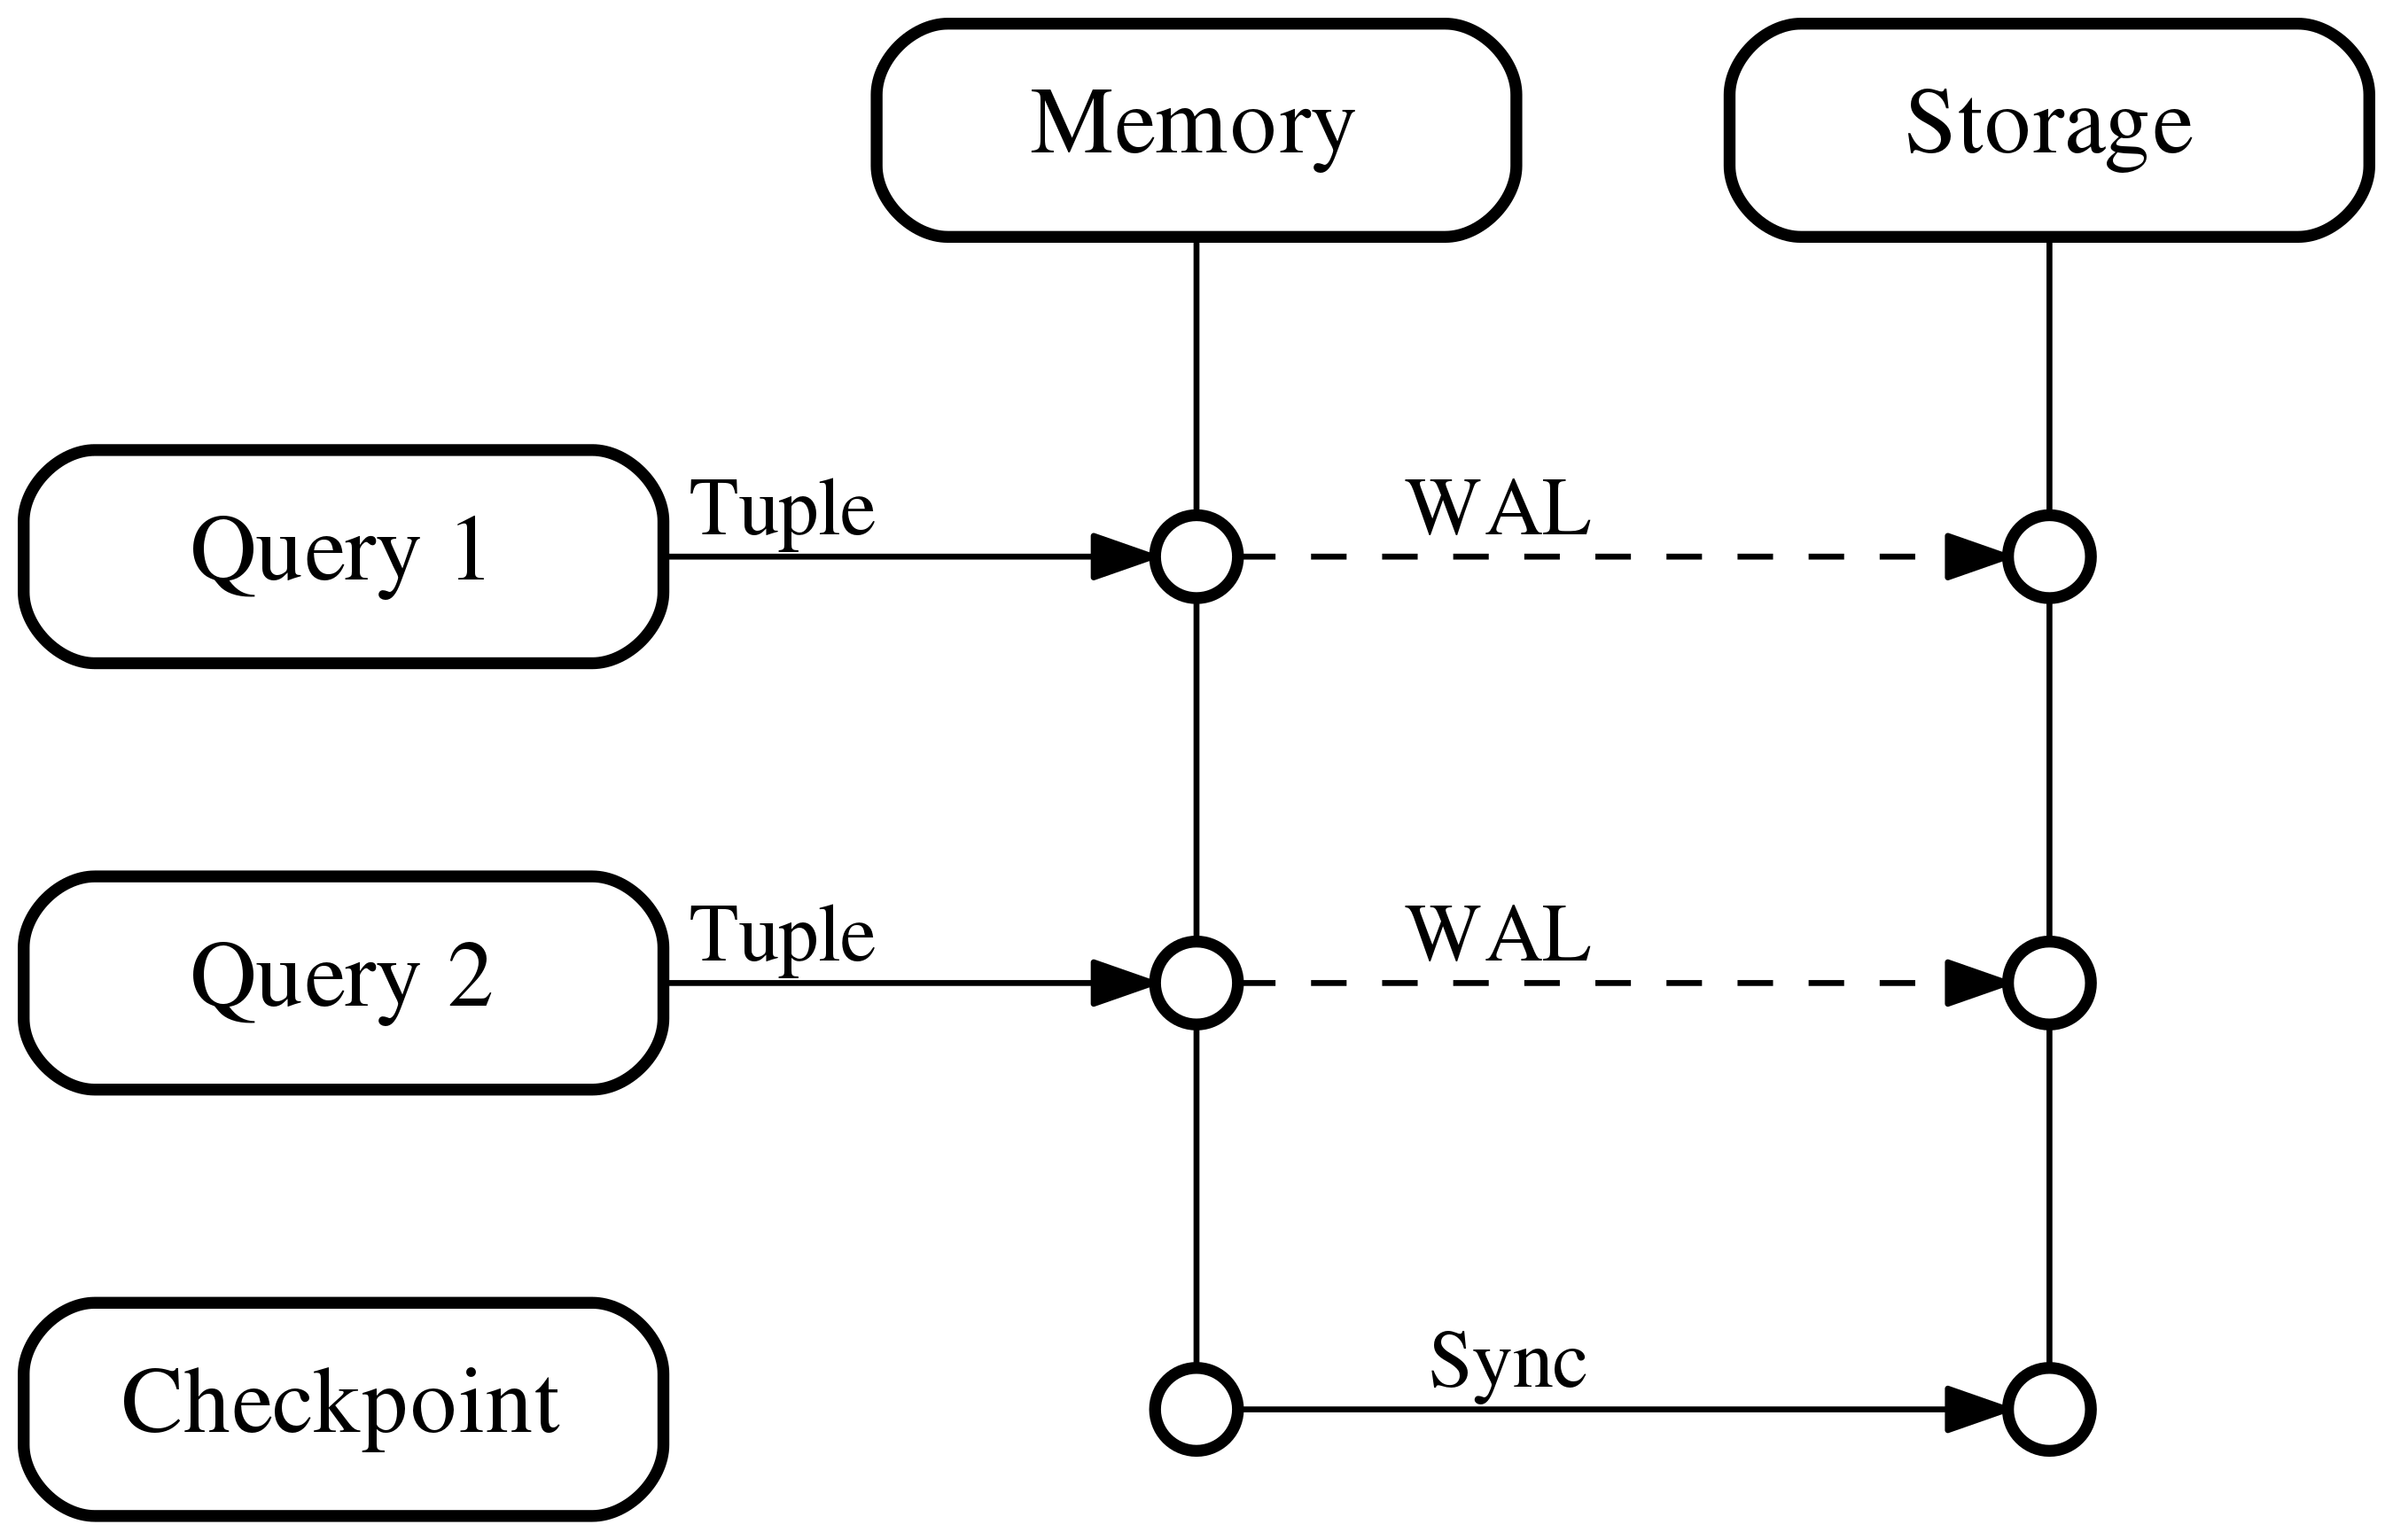 Memory
Storage
Query 1
Tuple
WAL
Query 2
Tuple
WAL
Checkpoint
Sync